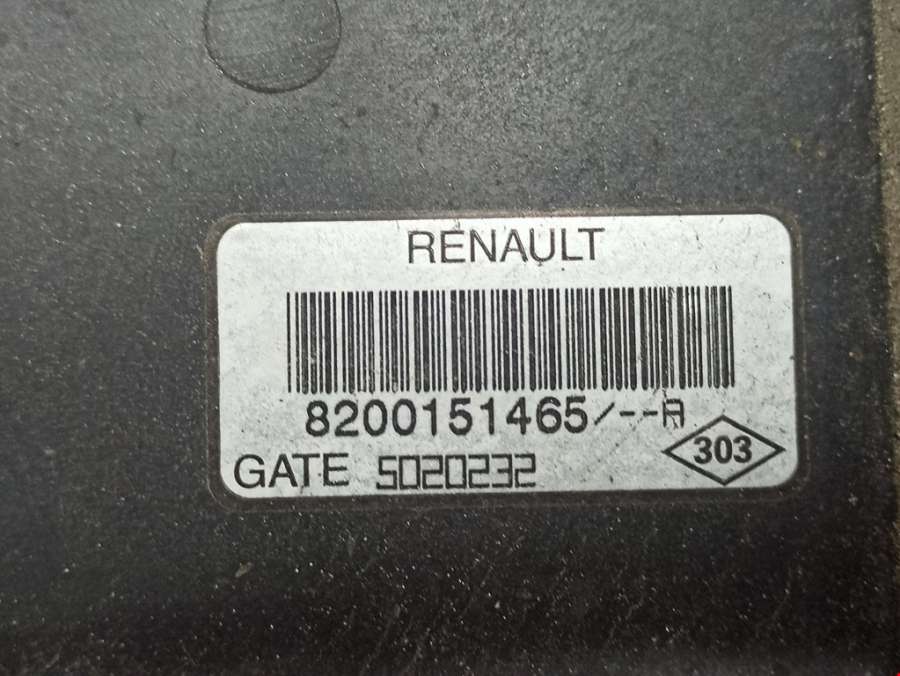 RENAULT
8200151465/--A
303
GATE 5020232